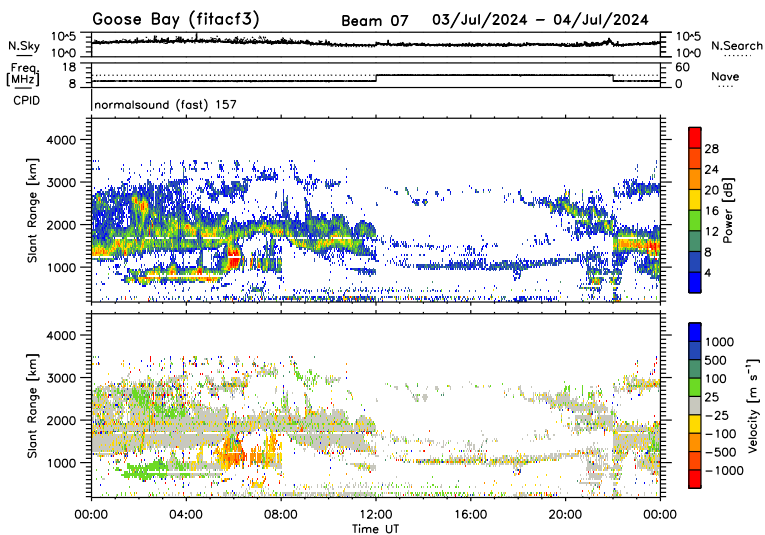 Goose Bay (fitacf3) Beam 07 03/Jul/2024 − 04/Jul/2024
N.Sky 10^5 10^0 10^5 10^0 N.Search
Freq. [MHz] 18 8 60 0 Nave
CPID normalsound (fast) 157
Slant Range [km]
4000
3000
2000
1000
28
24
20
16
12
8
4
Power [dB]
Slant Range [km]
4000
3000
2000
1000
1000
500
100
25
−25
−100
−500
−1000
Velocity [m s⁻¹]
00:00 04:00 08:00 12:00 16:00 20:00 00:00
Time UT